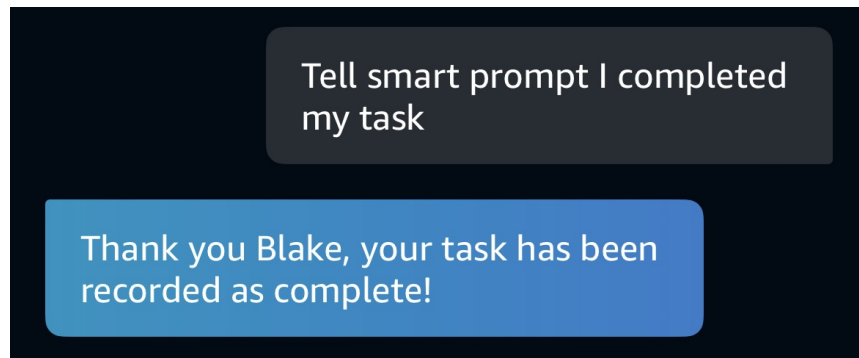 Tell smart prompt I completed
my task
Thank you Blake, your task has been
recorded as complete!